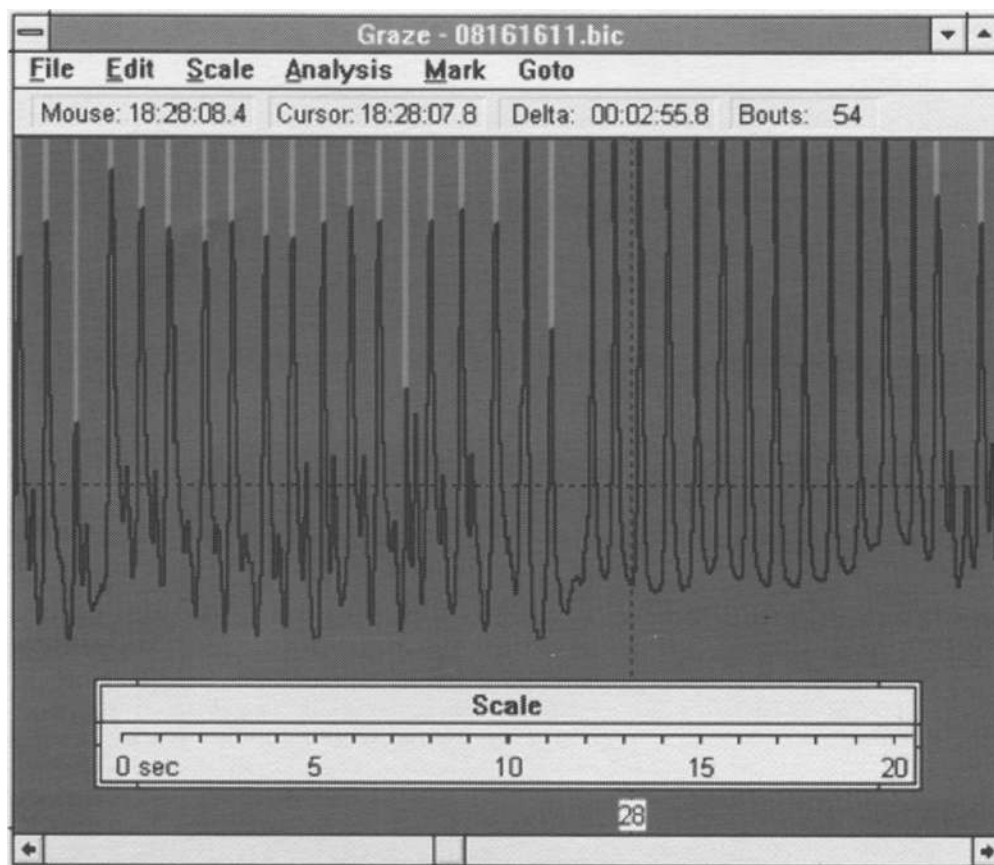 Graze - 08161611.bic
File Edit Scale Analysis Mark Goto
Mouse: 18:28:08.4 Cursor: 18:28:07.8 Delta: 00:02:55.8 Bouts: 54
Scale
0 sec 5 10 15 20
28